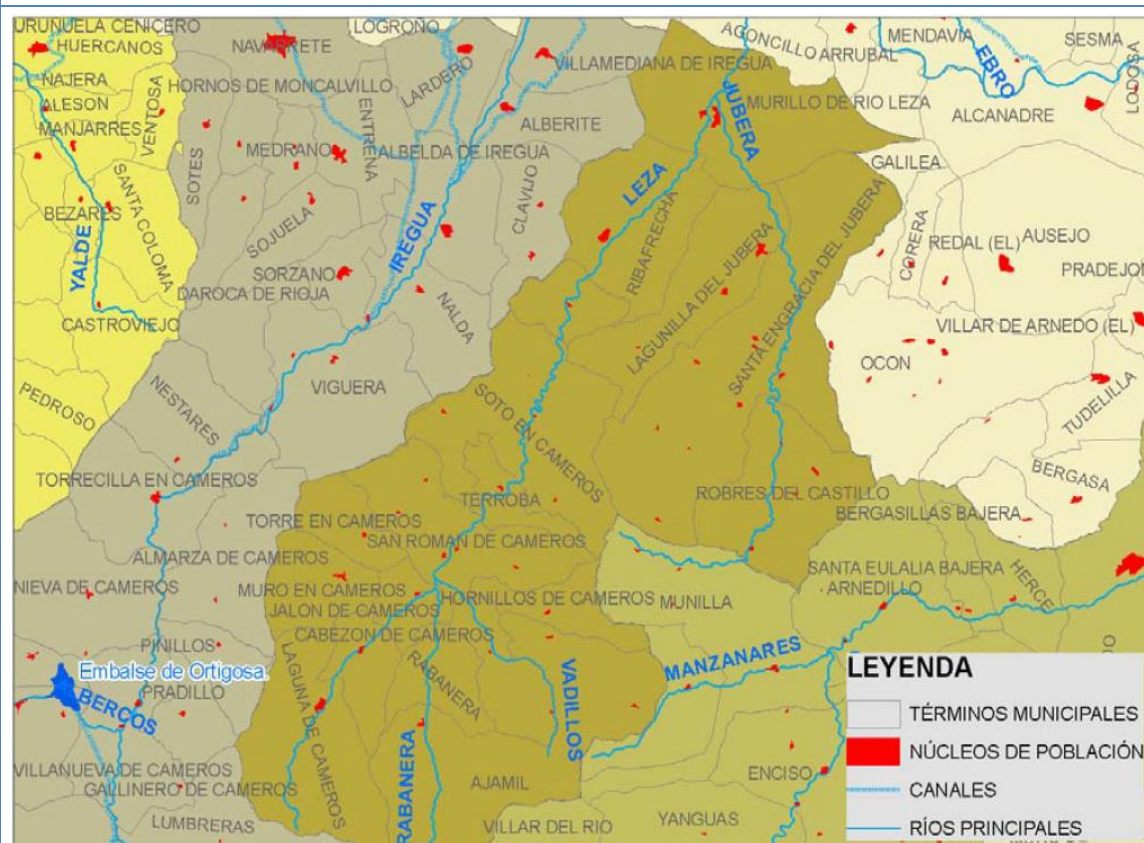 URUÑUELA CENICERO
HUERCANOS
NAVARRETE
LOGROÑO
AGONCILLO
ARRUBAL
MENDAVIA
SESMA
LODOSA
EBRO
NAJERA
HORNOS DE MONCALVILLO
LARDERO
VILLAMEDIANA DE IREGUA
ALESON
VENTOSA
ENTRENA
JUBERA
MURILLO DE RIO LEZA
ALCANADRE
MANJARRES
MEDRANO
ALBERITE
ALBELDA DE IREGUA
GALILEA
SOTES
SANTA COLOMA
CLAVIJO
LEZA
BEZARES
YALDE
SOJUELA
IREGUA
RIBAFRECHA
CORERA
REDAL (EL)
AUSEJO
SORZANO
DAROCA DE RIOJA
NALDA
LAGUNILLA DEL JUBERA
SANTA ENGRACIA DEL JUBERA
PRADEJON
CASTROVIEJO
VILLAR DE ARNEDO (EL)
PEDROSO
NESTARES
VIGUERA
SOTO EN CAMEROS
OCON
TUDELILLA
TORRECILLA EN CAMEROS
TERROBA
ROBRES DEL CASTILLO
BERGASA
TORRE EN CAMEROS
BERGASILLAS BAJERA
SAN ROMAN DE CAMEROS
ALMARZA DE CAMEROS
SANTA EULALIA BAJERA
HERCE
NIEVA DE CAMEROS
MURO EN CAMEROS
HORNILLOS DE CAMEROS
MUNILLA
ARNEDILLO
JALON DE CAMEROS
PINILLOS
CABEZON DE CAMEROS
Embalse de Ortigosa
BERCOS
PRADILLO
LAGUNA DE CAMEROS
RABANERA
VADILLOS
MANZANARES
VILLANUEVA DE CAMEROS
GALLINERO DE CAMEROS
RABANERA
AJAMIL
ENCISO
LUMBRERAS
VILLAR DEL RIO
YANGUAS
LEYENDA
TÉRMINOS MUNICIPALES
NÚCLEOS DE POBLACIÓN
CANALES
RÍOS PRINCIPALES